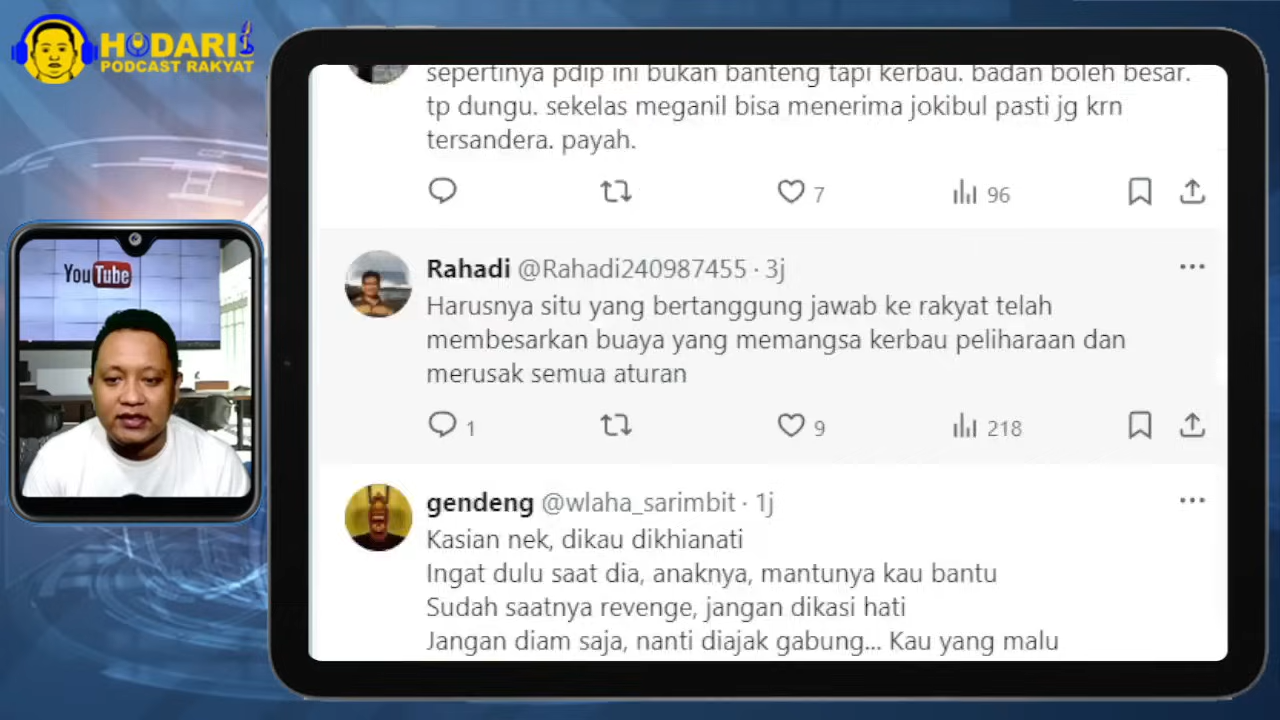 HODARI
PODCAST RAKYAT
YouTube
sepertinya pdip ini bukan banteng tapi kerbau. badan boleh besar.
tp dungu. sekelas meganil bisa menerima jokibul pasti jg krn
tersandera. payah.
7
96
Rahadi @Rahadi240987455 · 3j
Harusnya situ yang bertanggung jawab ke rakyat telah
membesarkan buaya yang memangsa kerbau peliharaan dan
merusak semua aturan
1
9
218
gendeng @wlaha_sarimbit · 1j
Kasian nek, dikau dikhianati
Ingat dulu saat dia, anaknya, mantunya kau bantu
Sudah saatnya revenge, jangan dikasi hati
Jangan diam saja, nanti diajak gabung... Kau yang malu